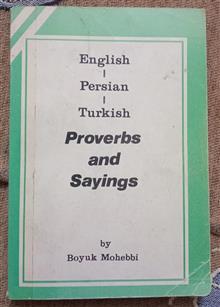 English
|
Persian
|
Turkish
Proverbs
and
Sayings
by
Boyuk Mohebbi